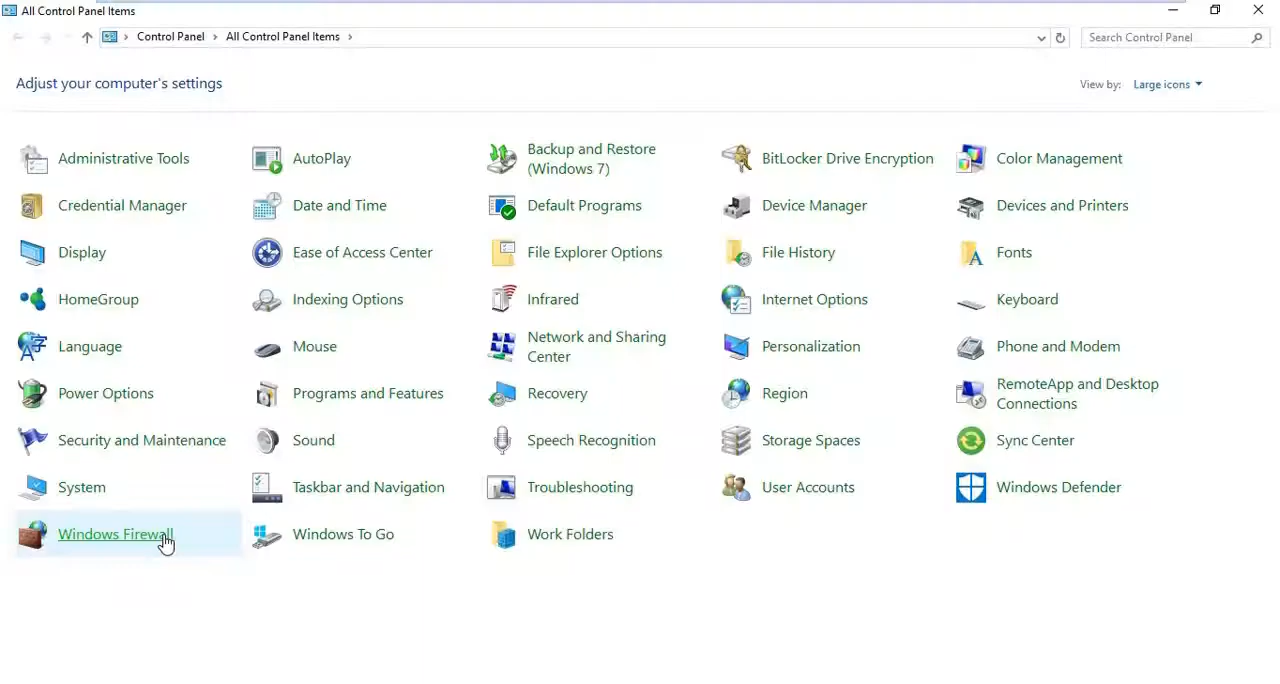 All Control Panel Items
Control Panel > All Control Panel Items >
Search Control Panel
Adjust your computer's settings
View by: Large icons
Administrative Tools
AutoPlay
Backup and Restore
(Windows 7)
BitLocker Drive Encryption
Color Management
Credential Manager
Date and Time
Default Programs
Device Manager
Devices and Printers
Display
Ease of Access Center
File Explorer Options
File History
Fonts
HomeGroup
Indexing Options
Infrared
Internet Options
Keyboard
Language
Mouse
Network and Sharing
Center
Personalization
Phone and Modem
Power Options
Programs and Features
Recovery
Region
RemoteApp and Desktop
Connections
Security and Maintenance
Sound
Speech Recognition
Storage Spaces
Sync Center
System
Taskbar and Navigation
Troubleshooting
User Accounts
Windows Defender
Windows Firewall
Windows To Go
Work Folders